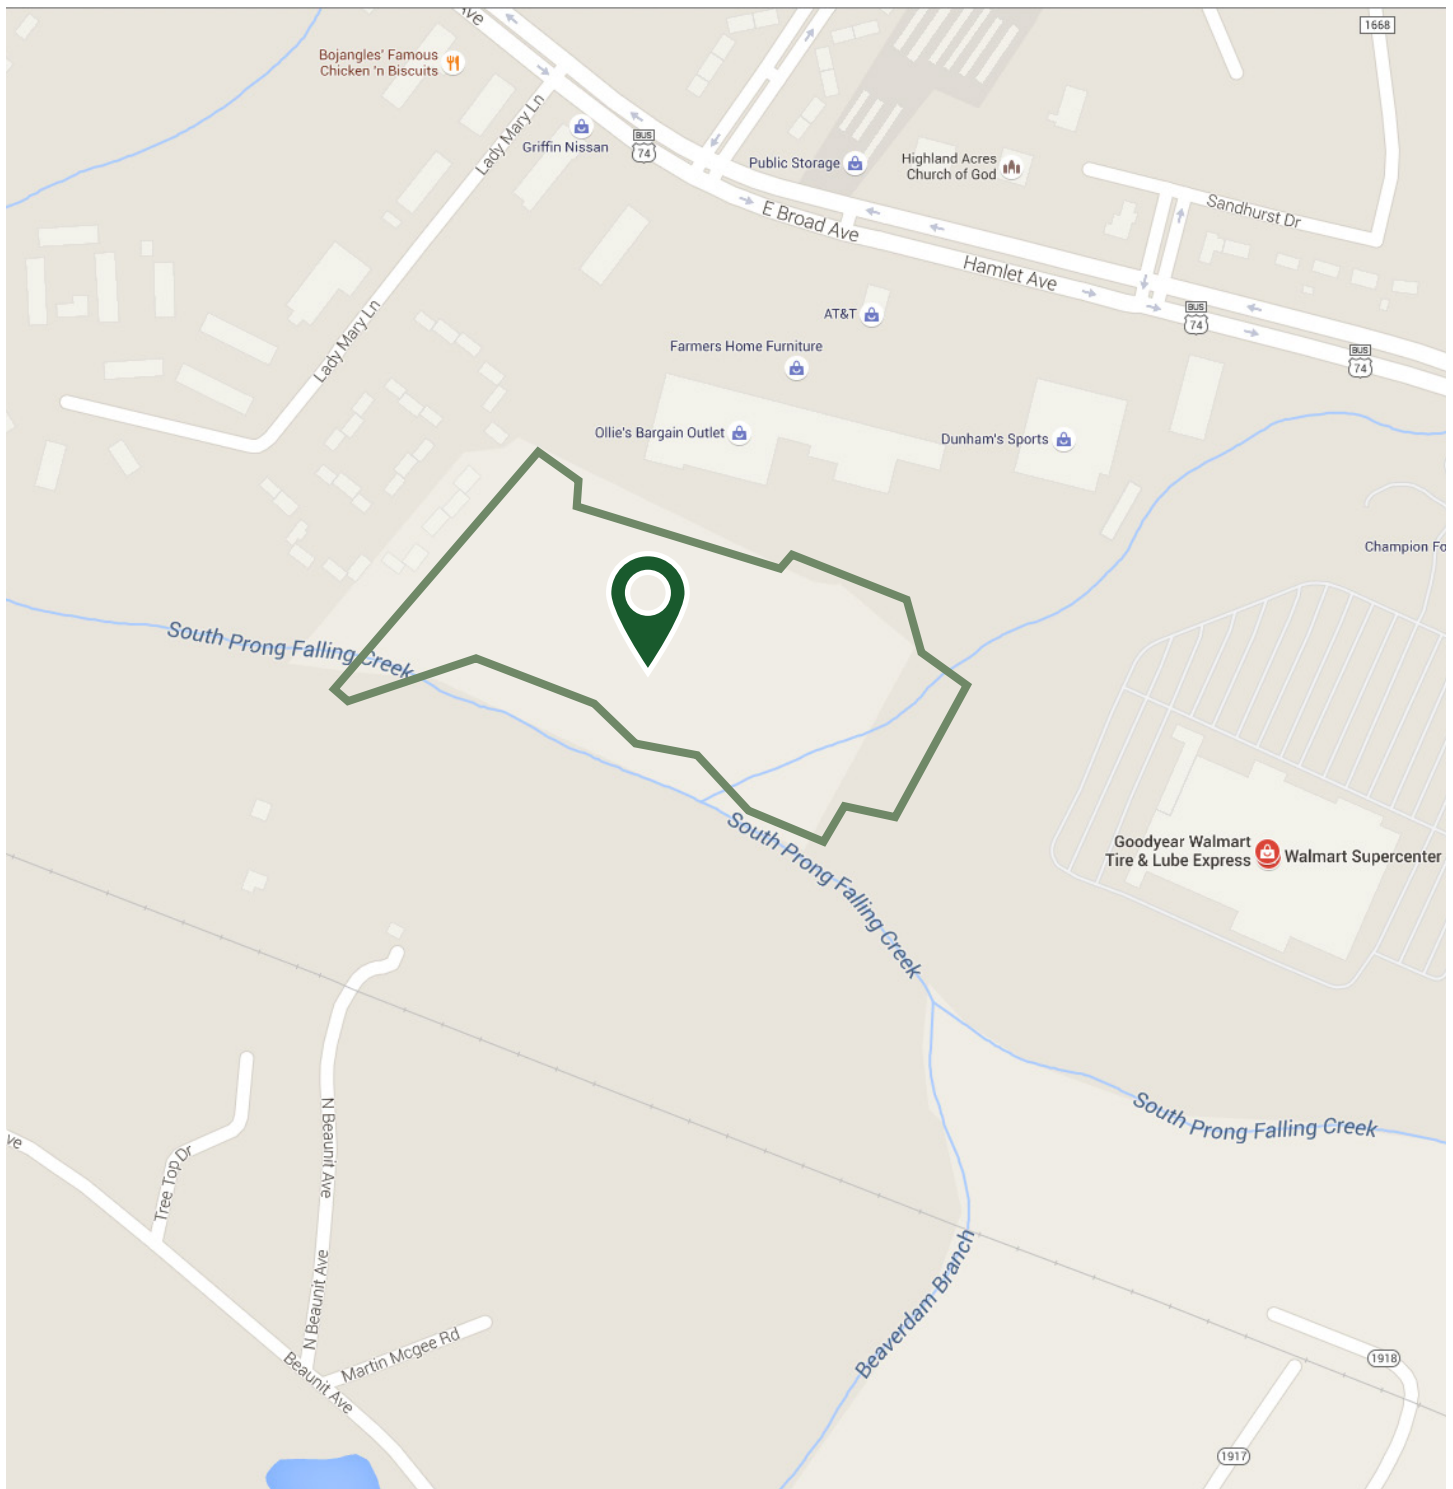 Ave
1668
Bojangles' Famous
Chicken 'n Biscuits
Lady Mary Ln
Griffin Nissan
BUS
74
Public Storage
Highland Acres
Church of God
Sandhurst Dr
E Broad Ave
Hamlet Ave
BUS
74
BUS
74
AT&T
Farmers Home Furniture
Lady Mary Ln
Ollie's Bargain Outlet
Dunham's Sports
Champion Fo
South Prong Falling Creek
South Prong Falling Creek
Goodyear Walmart
Tire & Lube Express
Walmart Supercenter
South Prong Falling Creek
N Beaunit Ave
ve
Tree Top Dr
N Beaunit Ave
Beaverdam Branch
Martin Mcgee Rd
Beaunit Ave
1918
1917